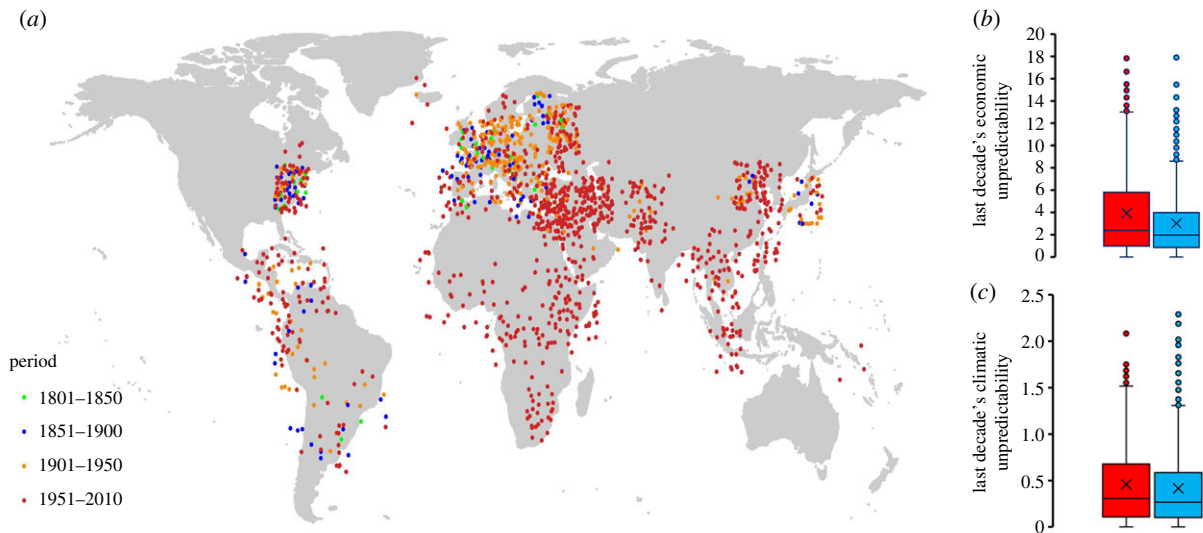 (a)
period
1801–1850
1851–1900
1901–1950
1951–2010
(b)
last decade's economic
unpredictability
20
18
16
14
12
10
8
6
4
2
0
(c)
last decade's climatic
unpredictability
2.5
2.0
1.5
1.0
0.5
0